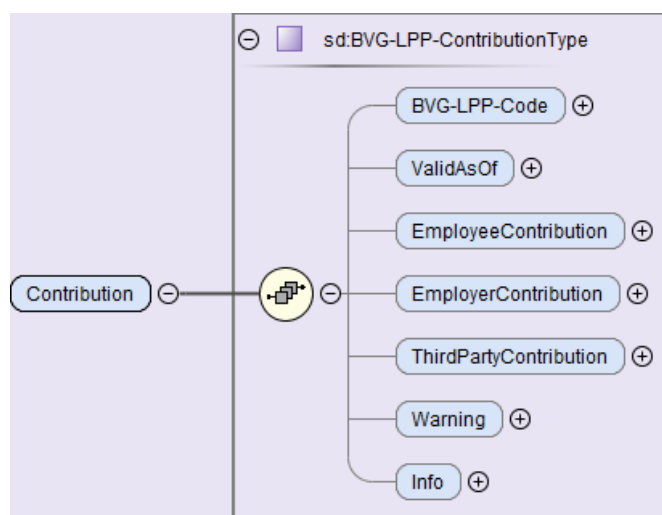 sd:BVG-LPP-ContributionType
BVG-LPP-Code
ValidAsOf
EmployeeContribution
Contribution
EmployerContribution
ThirdPartyContribution
Warning
Info